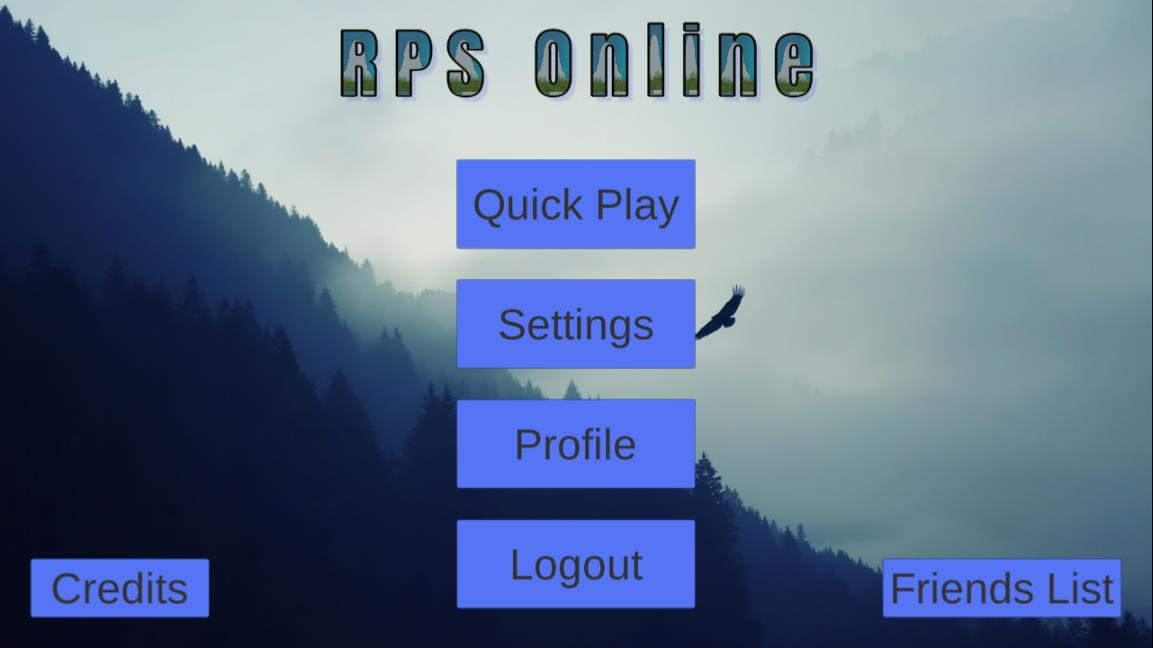 RPS Online
Quick Play
Settings
Profile
Logout
Credits
Friends List